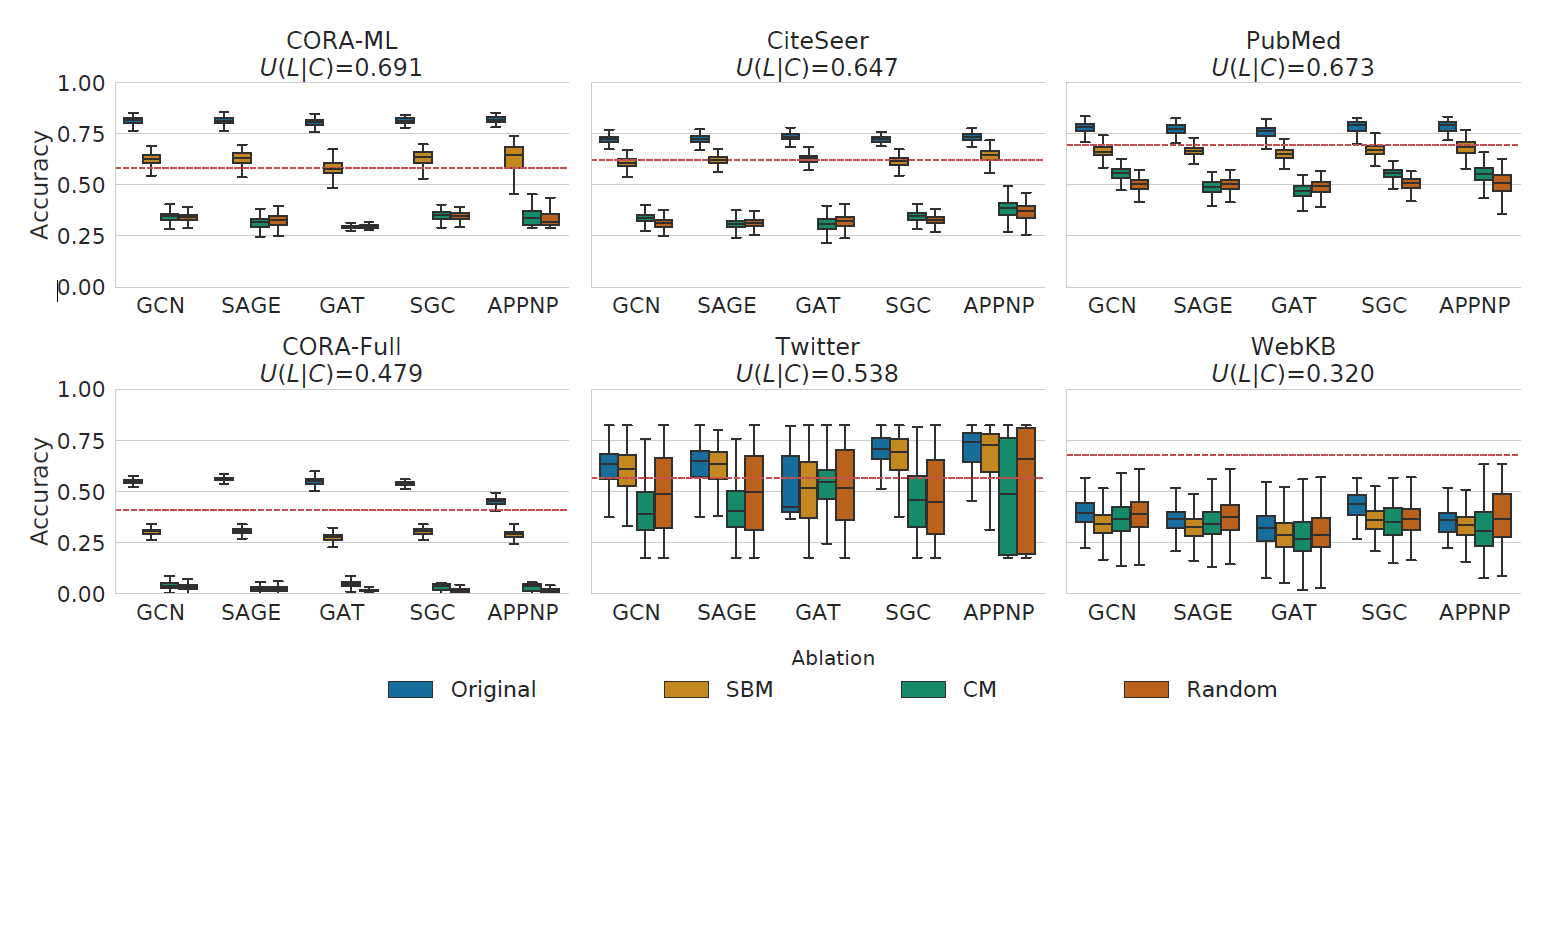 CORA-ML
U(L|C)=0.691
CiteSeer
U(L|C)=0.647
PubMed
U(L|C)=0.673
Accuracy
1.00
0.75
0.50
0.25
0.00
GCN SAGE GAT SGC APPNP
GCN SAGE GAT SGC APPNP
GCN SAGE GAT SGC APPNP
CORA-Full
U(L|C)=0.479
Twitter
U(L|C)=0.538
WebKB
U(L|C)=0.320
Accuracy
1.00
0.75
0.50
0.25
0.00
GCN SAGE GAT SGC APPNP
GCN SAGE GAT SGC APPNP
GCN SAGE GAT SGC APPNP
Ablation
Original SBM CM Random